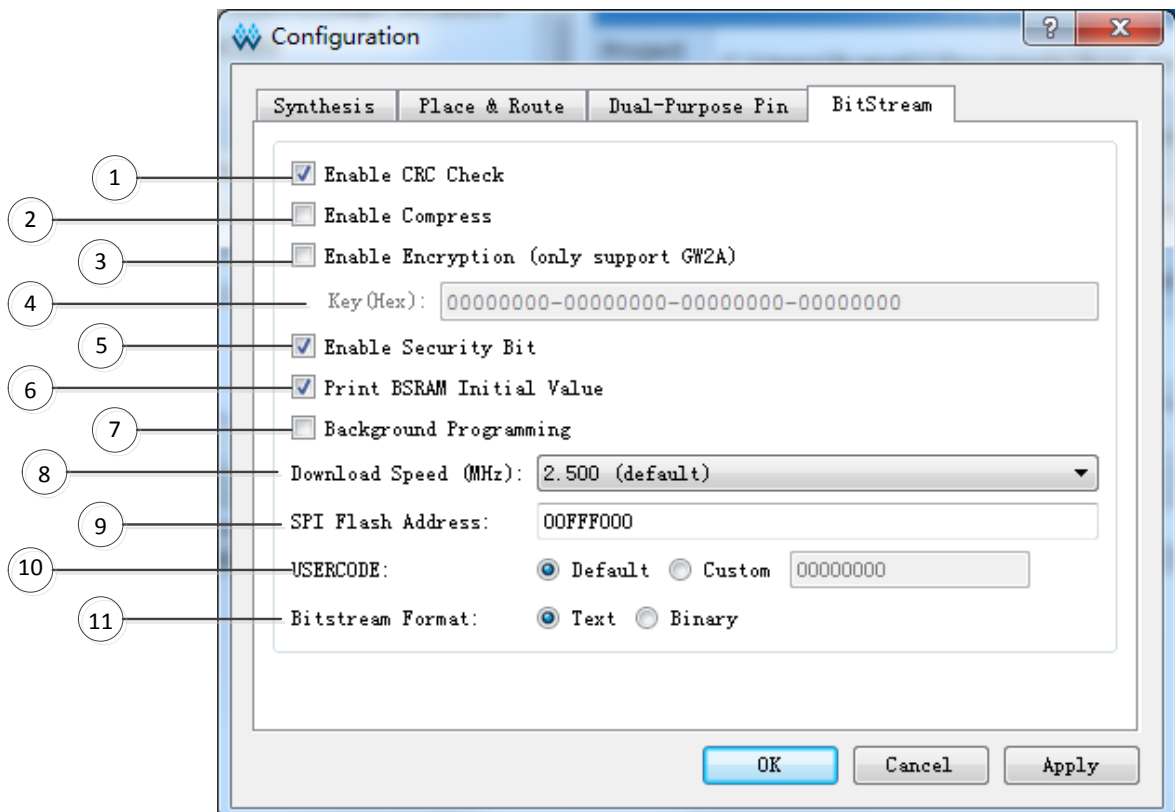 Configuration
Synthesis Place & Route Dual-Purpose Pin BitStream
1 Enable CRC Check
2 Enable Compress
3 Enable Encryption (only support GW2A)
4 Key(Hex): 00000000-00000000-00000000-00000000
5 Enable Security Bit
6 Print BSRAM Initial Value
7 Background Programming
8 Download Speed (MHz): 2.500 (default)
9 SPI Flash Address: 00FFF000
10 USERCODE: Default Custom 00000000
11 Bitstream Format: Text Binary
OK Cancel Apply